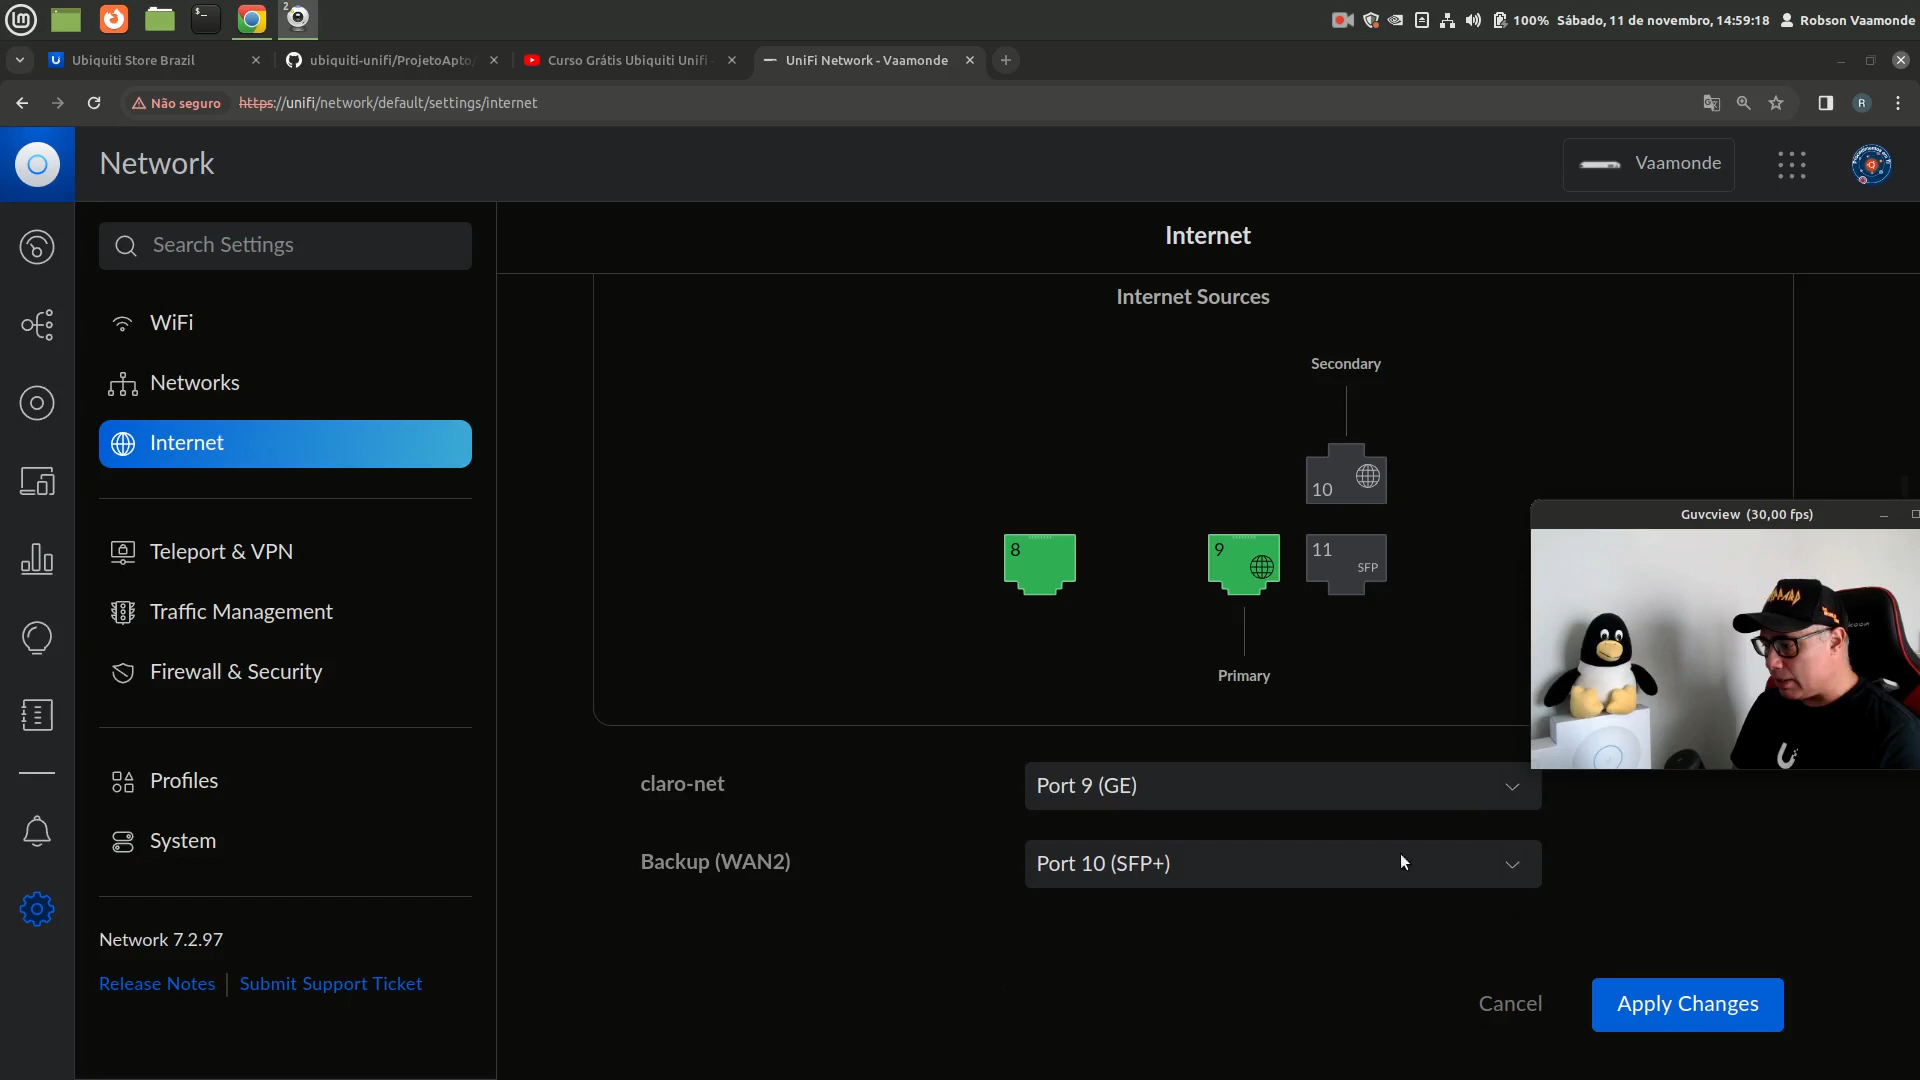 2
100%
Sábado, 11 de novembro, 14:59:18
Robson Vaamonde
Ubiquiti Store Brazil
ubiquiti-unifi/ProjetoApto
Curso Grátis Ubiquiti Unifi
UniFi Network - Vaamonde
Não seguro
https://unifi/network/default/settings/internet
R
Network
Vaamonde
Search Settings
WiFi
Networks
Internet
Teleport & VPN
Traffic Management
Firewall & Security
Profiles
System
Network 7.2.97
Release Notes
Submit Support Ticket
Internet
Internet Sources
Secondary
10
8
9
11
SFP
Primary
claro-net
Port 9 (GE)
Backup (WAN2)
Port 10 (SFP+)
Cancel
Apply Changes
Guvcview (30,00 fps)